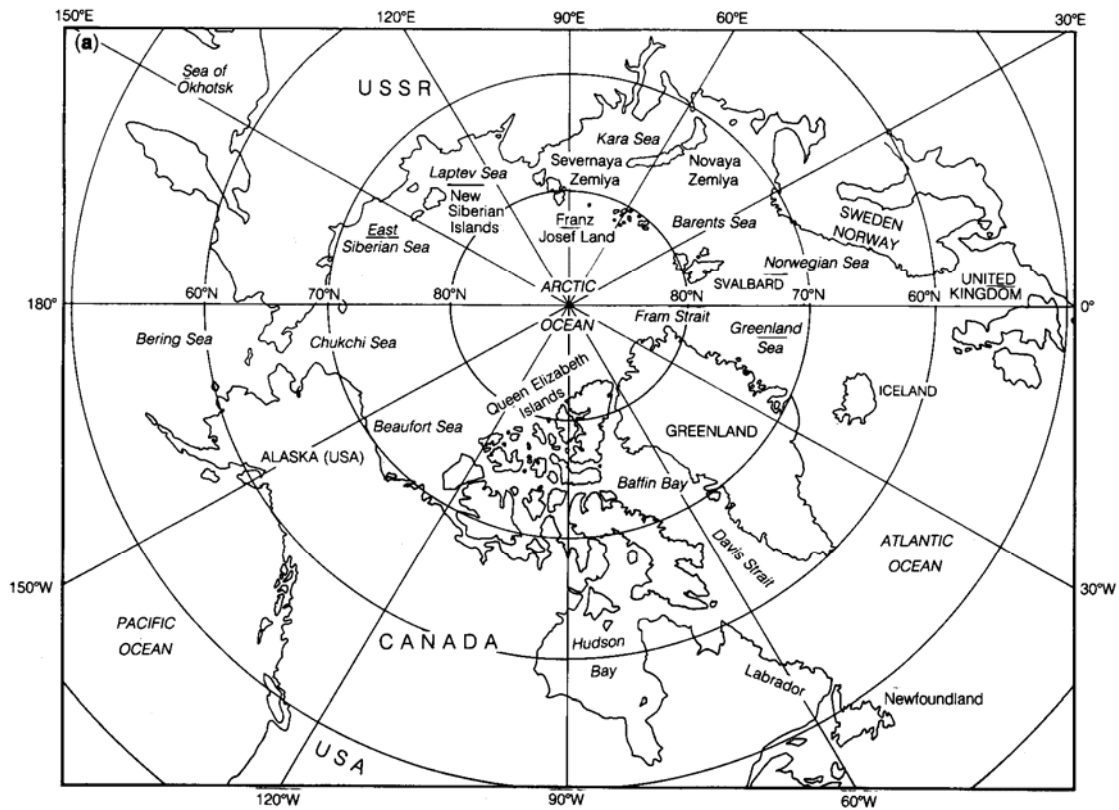 150°E
120°E
90°E
60°E
30°E
(a)
Sea of
Okhotsk
USSR
Kara Sea
Laptev Sea
Severnaya
Zemlya
Novaya
Zemlya
New
Siberian
Islands
East
Siberian Sea
Franz
Josef Land
Barents Sea
SWEDEN
NORWAY
SVALBARD
Norwegian Sea
UNITED
KINGDOM
ARCTIC
OCEAN
180°
60°N
70°N
80°N
80°N
70°N
60°N
0°
Fram Strait
Greenland
Sea
Bering Sea
Chukchi Sea
Queen Elizabeth
Islands
ICELAND
Beaufort Sea
GREENLAND
ALASKA (USA)
Baffin Bay
Davis Strait
ATLANTIC
OCEAN
150°W
30°W
PACIFIC
OCEAN
CANADA
Hudson
Bay
Labrador
Newfoundland
USA
120°W
90°W
60°W